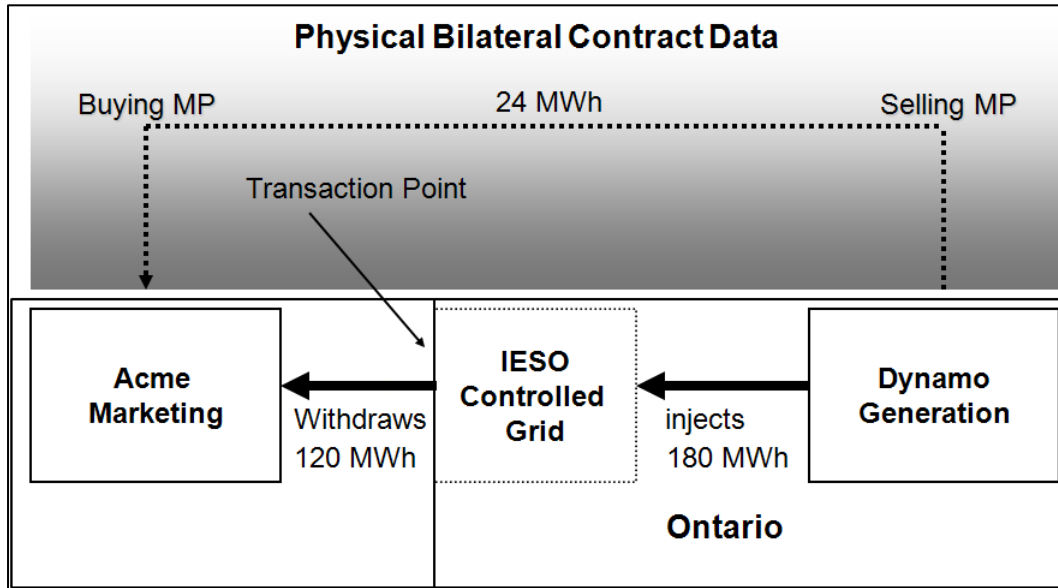 Physical Bilateral Contract Data
Buying MP
24 MWh
Selling MP
Transaction Point
Acme
Marketing
Withdraws
120 MWh
IESO
Controlled
Grid
injects
180 MWh
Dynamo
Generation
Ontario